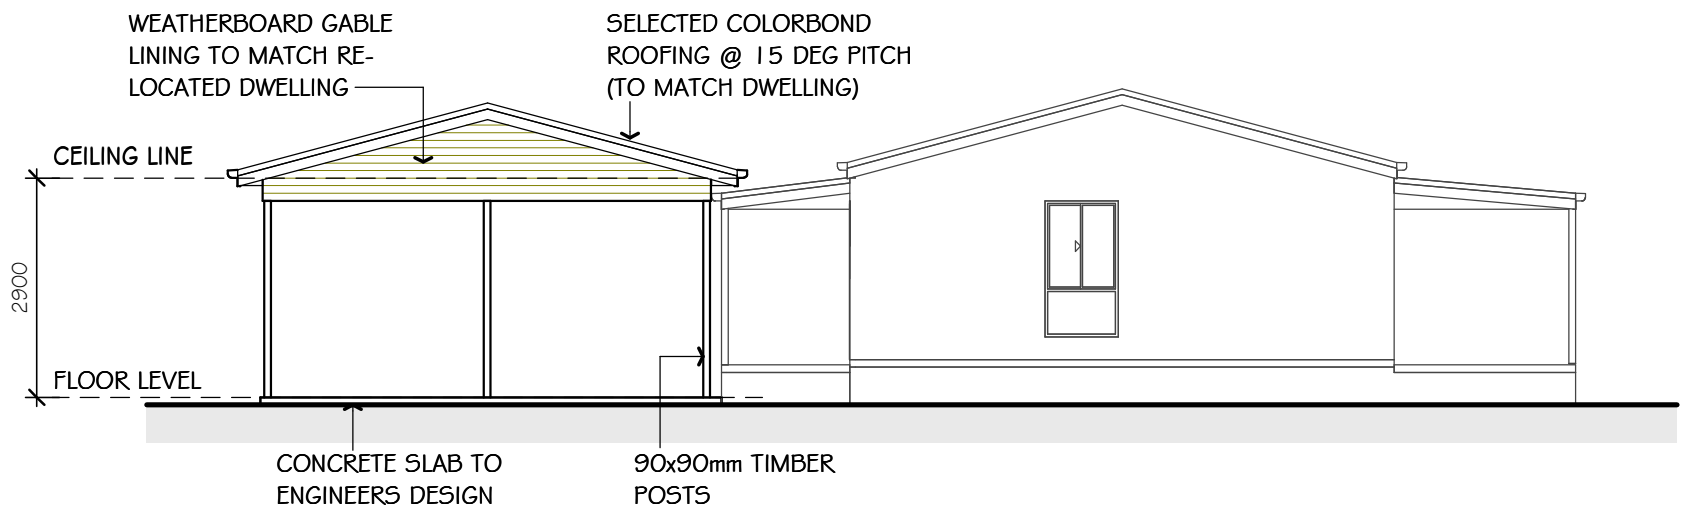 WEATHERBOARD GABLE
LINING TO MATCH RE-
LOCATED DWELLING
SELECTED COLORBOND
ROOFING @ 15 DEG PITCH
(TO MATCH DWELLING)
CEILING LINE
2900
FLOOR LEVEL
CONCRETE SLAB TO
ENGINEERS DESIGN
90x90mm TIMBER
POSTS